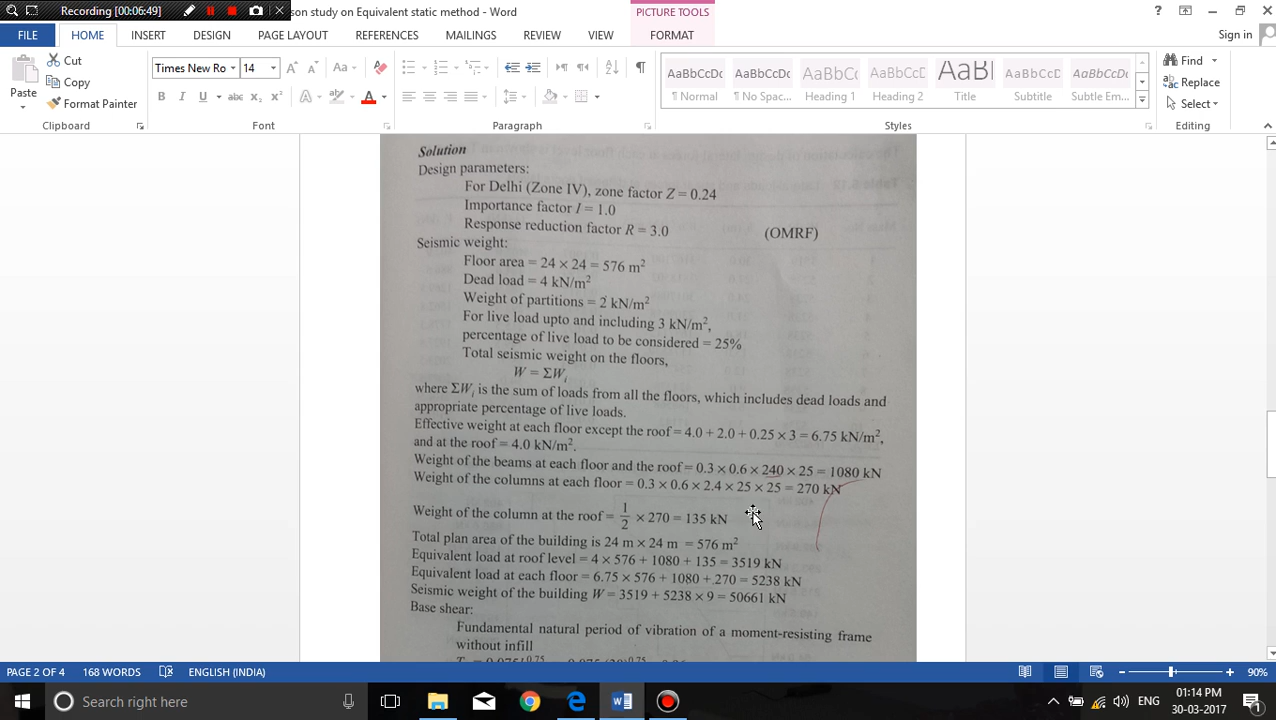 Recording [00:06:49]
son study on Equivalent static method - Word
PICTURE TOOLS
FILE HOME INSERT DESIGN PAGE LAYOUT REFERENCES MAILINGS REVIEW VIEW FORMAT
Sign in
Paste
Cut
Copy
Format Painter
Clipboard
Times New Ro 14
Font
Paragraph
AaBbCcDc AaBbCcDc AaBbCc AaBbCcC AaBl AaBbCcD AaBbCcDc
¶ Normal ¶ No Spac... Heading 1 Heading 2 Title Subtitle Subtle Em...
Styles
Find
Replace
Select
Editing
Solution
Design parameters:
For Delhi (Zone IV), zone factor Z = 0.24
Importance factor I = 1.0
Response reduction factor R = 3.0 (OMRF)
Seismic weight:
Floor area = 24 × 24 = 576 m²
Dead load = 4 kN/m²
Weight of partitions = 2 kN/m²
For live load upto and including 3 kN/m²,
percentage of live load to be considered = 25%
Total seismic weight on the floors,
W = ΣWᵢ
where ΣWᵢ is the sum of loads from all the floors, which includes dead loads and
appropriate percentage of live loads.
Effective weight at each floor except the roof = 4.0 + 2.0 + 0.25 × 3 = 6.75 kN/m²,
and at the roof = 4.0 kN/m².
Weight of the beams at each floor and the roof = 0.3 × 0.6 × 240 × 25 = 1080 kN
Weight of the columns at each floor = 0.3 × 0.6 × 2.4 × 25 × 25 = 270 kN
Weight of the column at the roof = 1/2 × 270 = 135 kN
Total plan area of the building is 24 m × 24 m = 576 m²
Equivalent load at roof level = 4 × 576 + 1080 + 135 = 3519 kN
Equivalent load at each floor = 6.75 × 576 + 1080 + 270 = 5238 kN
Seismic weight of the building W = 3519 + 5238 × 9 = 50661 kN
Base shear:
Fundamental natural period of vibration of a moment-resisting frame
without infill
PAGE 2 OF 4 168 WORDS ENGLISH (INDIA) 90%
Search right here
ENG
01:14 PM
30-03-2017